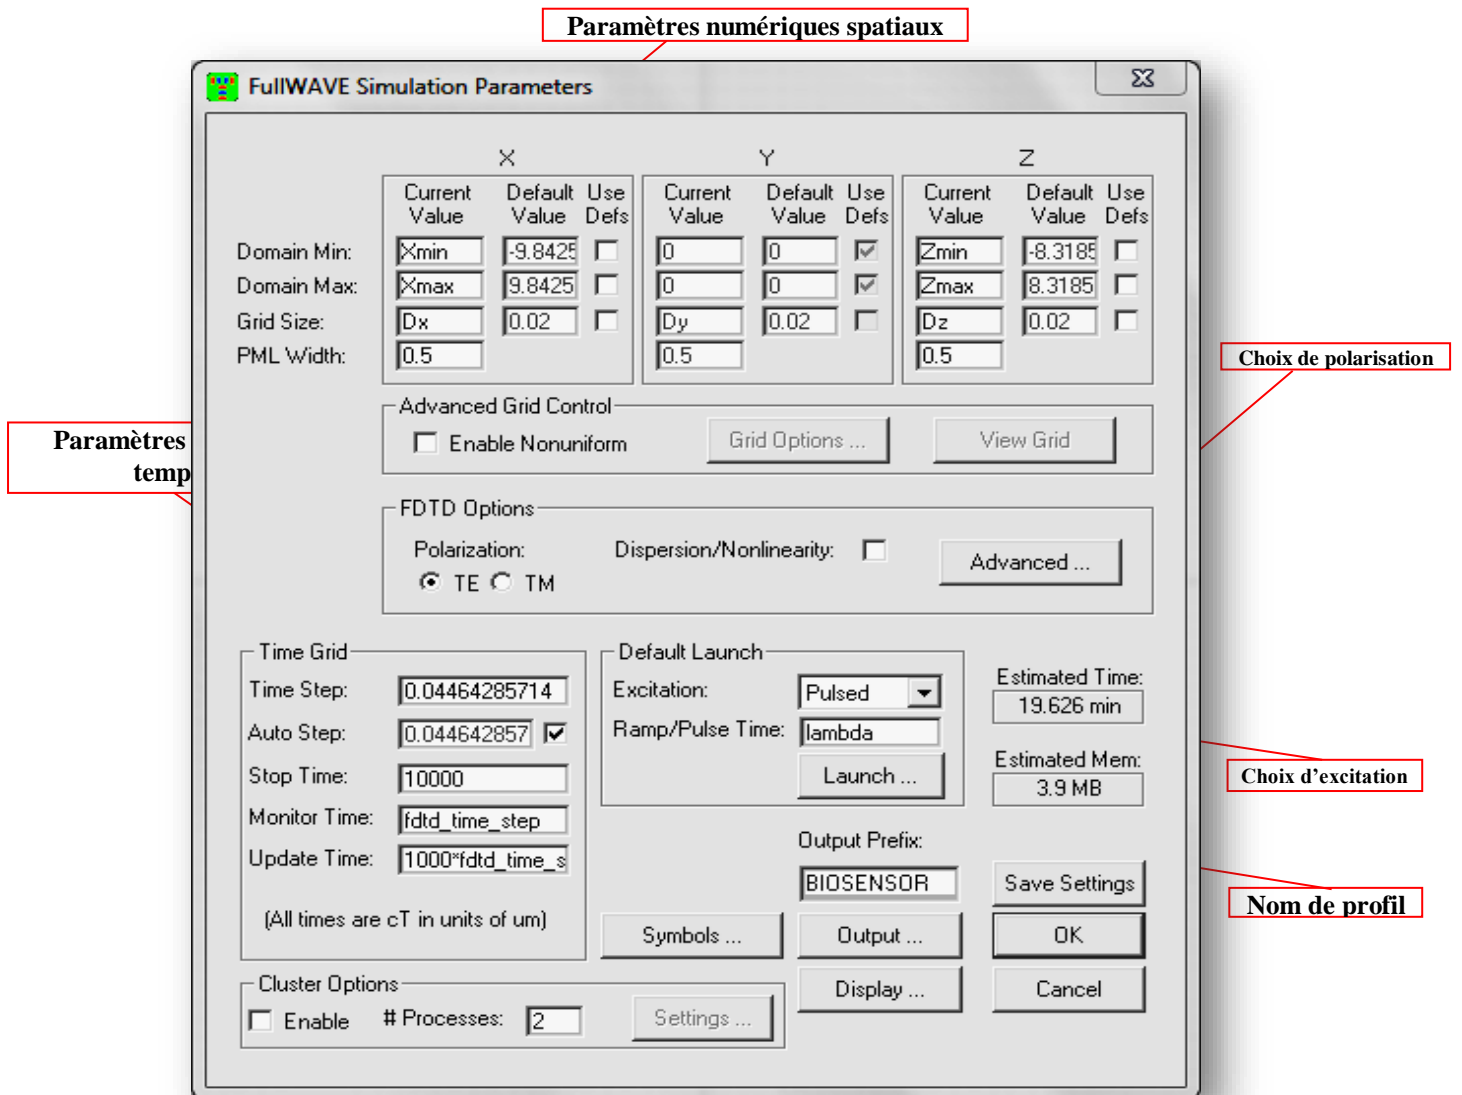 Paramètres numériques spatiaux
FullWAVE Simulation Parameters
X Y Z
Current Default Use Current Default Use Current Default Use
Value Value Defs Value Value Defs Value Value Defs
Domain Min: Xmin -9.8425 0 0 Zmin -8.3185
Domain Max: Xmax 9.8425 0 0 Zmax 8.3185
Grid Size: Dx 0.02 Dy 0.02 Dz 0.02
PML Width: 0.5 0.5 0.5
Choix de polarisation
Advanced Grid Control
Enable Nonuniform Grid Options ... View Grid
Paramètres
temp
FDTD Options
Polarization: Dispersion/Nonlinearity: Advanced ...
TE TM
Time Grid
Time Step: 0.04464285714
Auto Step: 0.044642857
Stop Time: 10000
Monitor Time: fdtd_time_step
Update Time: 1000*fdtd_time_s
(All times are cT in units of um)
Default Launch
Excitation: Pulsed
Ramp/Pulse Time: lambda
Launch ...
Estimated Time:
19.626 min
Estimated Mem:
3.9 MB
Choix d’excitation
Output Prefix:
BIOSENSOR Save Settings
Nom de profil
Symbols ... Output ... OK
Display ... Cancel
Cluster Options
Enable # Processes: 2 Settings ...